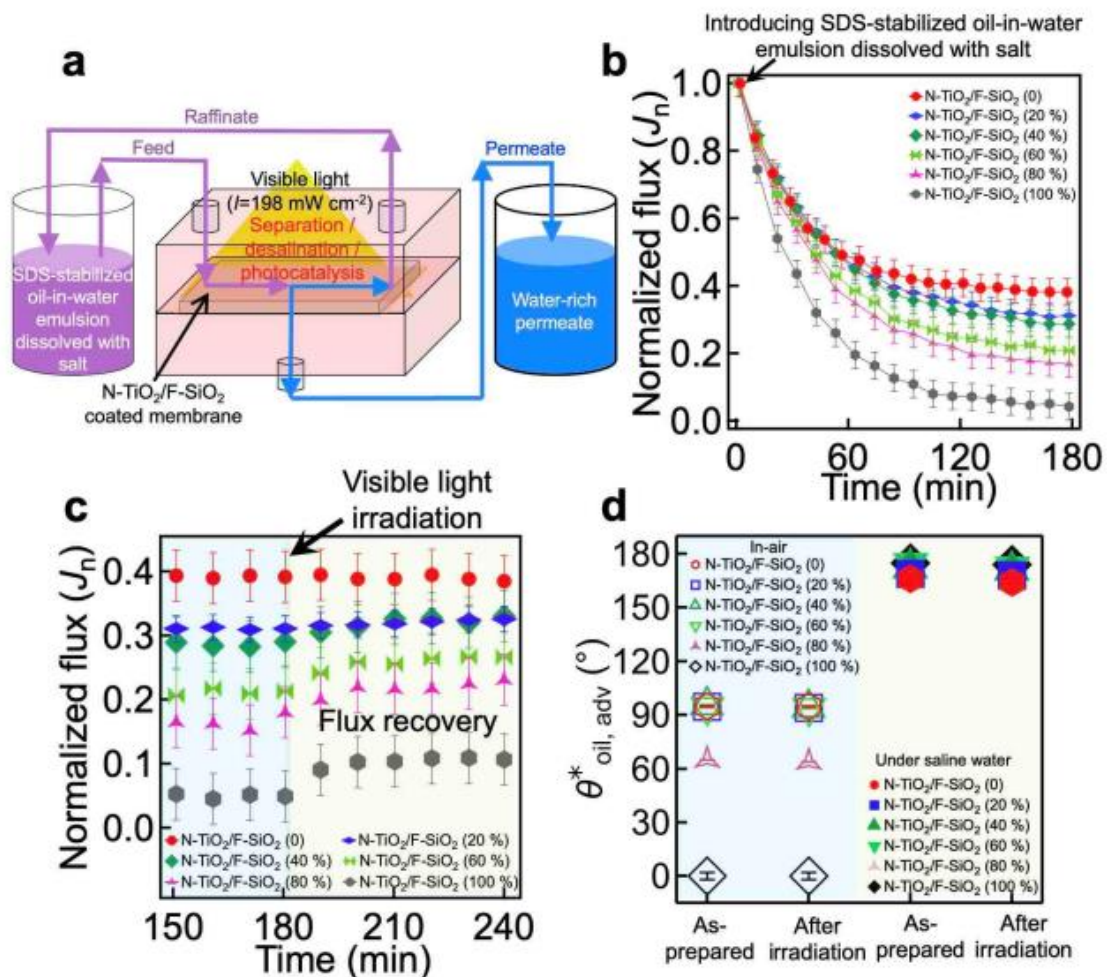 a
Raffinate
Feed
Visible light
(I=198 mW cm⁻²)
Separation /
desalination /
photocatalysis
Permeate
SDS-stabilized
oil-in-water
emulsion
dissolved with
salt
Water-rich
permeate
N-TiO₂/F-SiO₂
coated membrane
Introducing SDS-stabilized oil-in-water
emulsion dissolved with salt
b
Normalized flux (Jₙ)
1.0
0.8
0.6
0.4
0.2
0.0
N-TiO₂/F-SiO₂ (0)
N-TiO₂/F-SiO₂ (20 %)
N-TiO₂/F-SiO₂ (40 %)
N-TiO₂/F-SiO₂ (60 %)
N-TiO₂/F-SiO₂ (80 %)
N-TiO₂/F-SiO₂ (100 %)
0 60 120 180
Time (min)
c
Visible light
irradiation
Normalized flux (Jₙ)
0.4
0.3
0.2
0.1
0.0
Flux recovery
N-TiO₂/F-SiO₂ (0) N-TiO₂/F-SiO₂ (20 %)
N-TiO₂/F-SiO₂ (40 %) N-TiO₂/F-SiO₂ (60 %)
N-TiO₂/F-SiO₂ (80 %) N-TiO₂/F-SiO₂ (100 %)
150 180 210 240
Time (min)
d
θ*oil, adv (°)
180
150
120
90
60
30
0
In-air
N-TiO₂/F-SiO₂ (0)
N-TiO₂/F-SiO₂ (20 %)
N-TiO₂/F-SiO₂ (40 %)
N-TiO₂/F-SiO₂ (60 %)
N-TiO₂/F-SiO₂ (80 %)
N-TiO₂/F-SiO₂ (100 %)
Under saline water
N-TiO₂/F-SiO₂ (0)
N-TiO₂/F-SiO₂ (20 %)
N-TiO₂/F-SiO₂ (40 %)
N-TiO₂/F-SiO₂ (60 %)
N-TiO₂/F-SiO₂ (80 %)
N-TiO₂/F-SiO₂ (100 %)
As-
prepared
After
irradiation
As-
prepared
After
irradiation